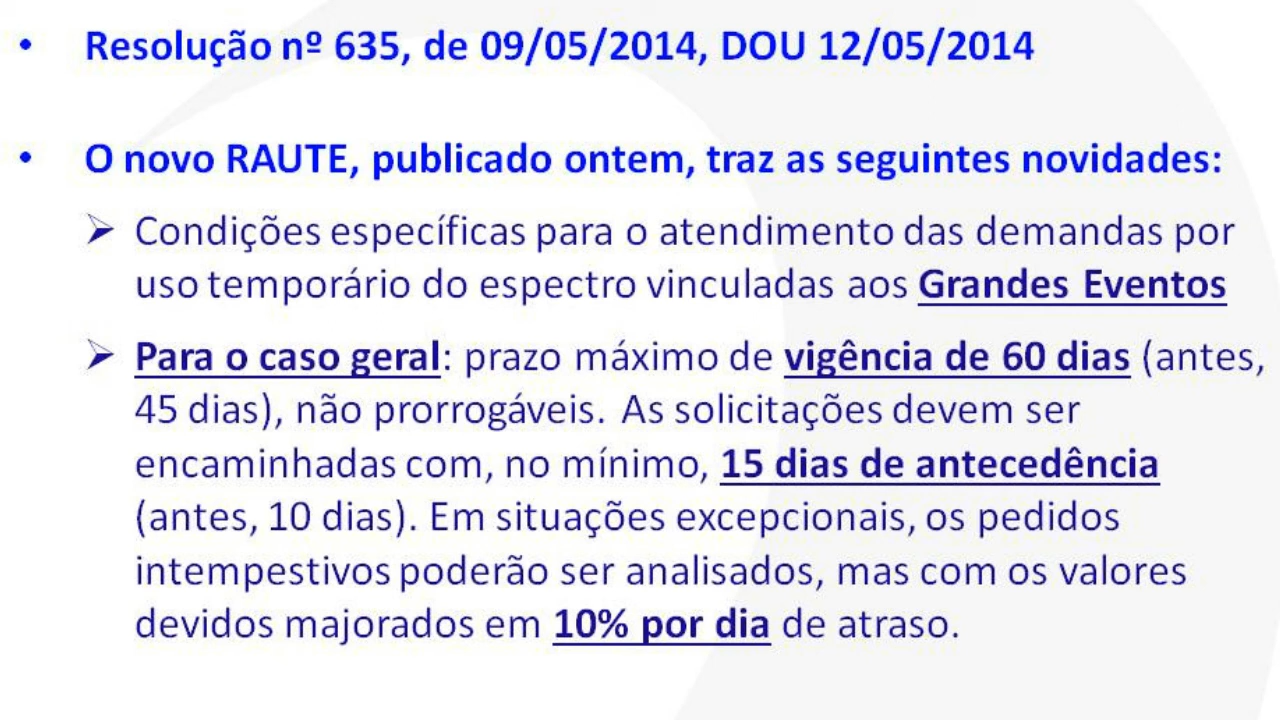 • Resolução nº 635, de 09/05/2014, DOU 12/05/2014
• O novo RAUTE, publicado ontem, traz as seguintes novidades:
➢ Condições específicas para o atendimento das demandas por
uso temporário do espectro vinculadas aos Grandes Eventos
➢ Para o caso geral: prazo máximo de vigência de 60 dias (antes,
45 dias), não prorrogáveis. As solicitações devem ser
encaminhadas com, no mínimo, 15 dias de antecedência
(antes, 10 dias). Em situações excepcionais, os pedidos
intempestivos poderão ser analisados, mas com os valores
devidos majorados em 10% por dia de atraso.